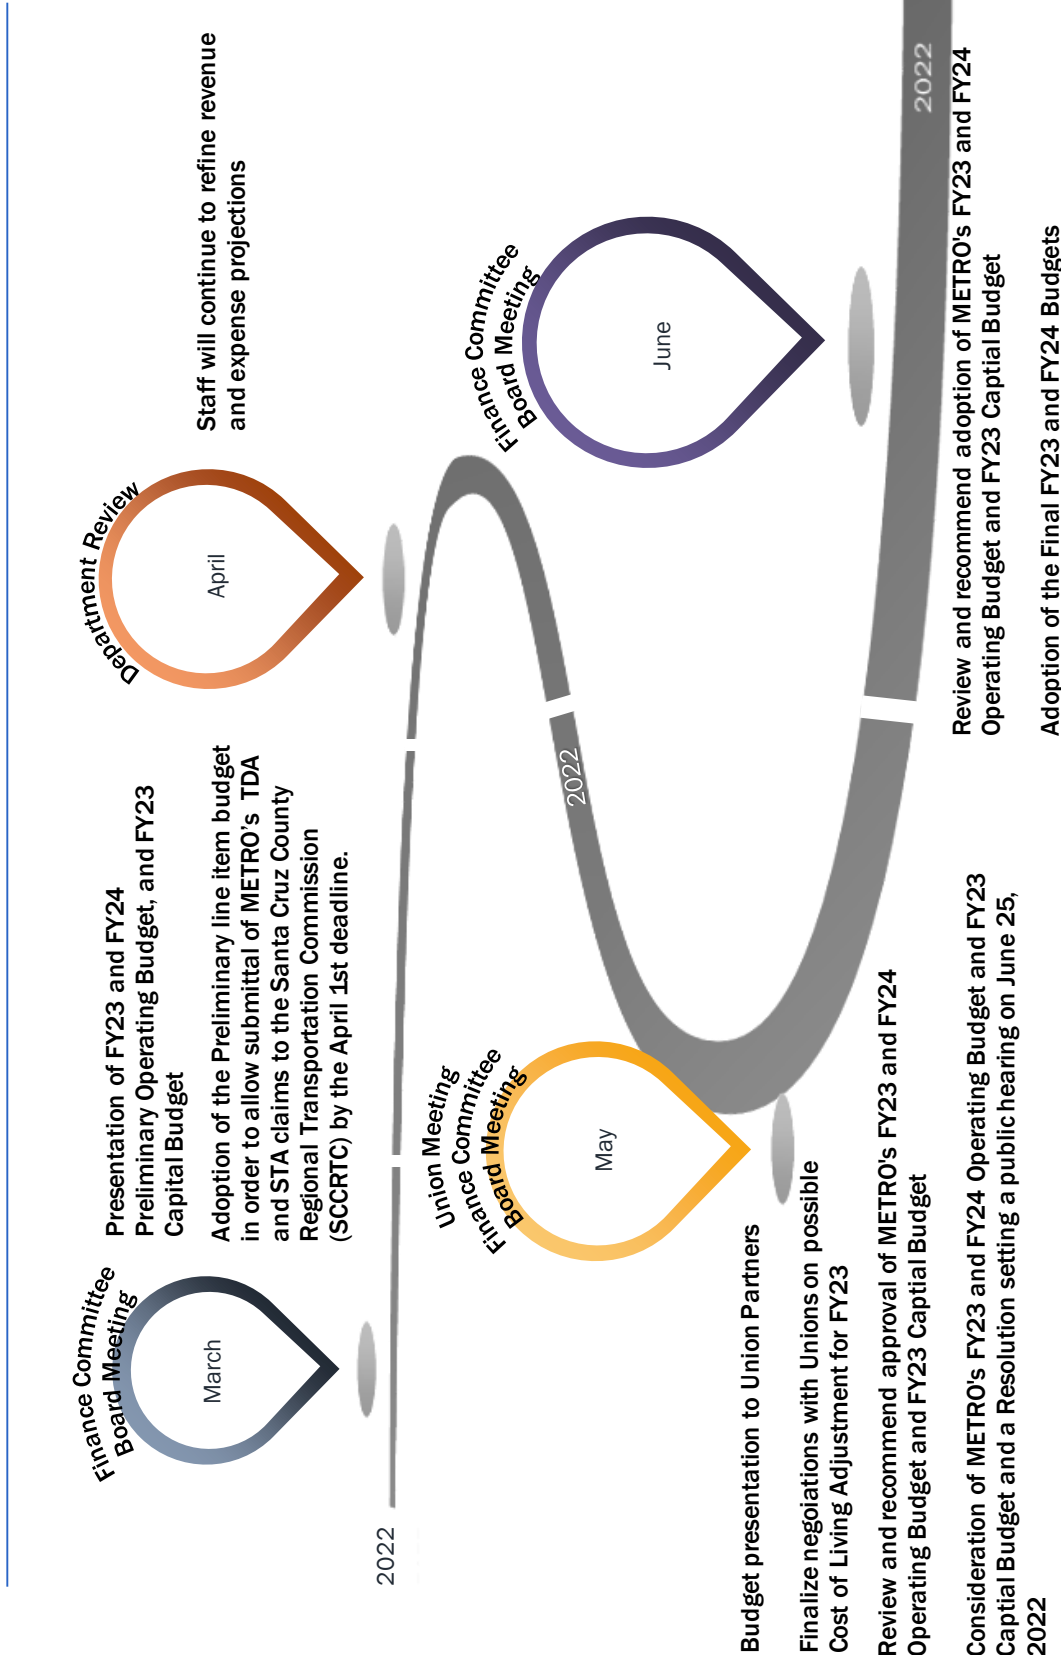 Finance Committee
Board Meeting
March
Presentation of FY23 and FY24
Preliminary Operating Budget, and FY23
Capital Budget
Adoption of the Preliminary line item budget
in order to allow submittal of METRO's TDA
and STA claims to the Santa Cruz County
Regional Transportation Commission
(SCCRTC) by the April 1st deadline.
Department Review
April
Staff will continue to refine revenue
and expense projections
2022
Union Meeting
Finance Committee
Board Meeting
May
2022
Finance Committee
Board Meeting
June
2022
Budget presentation to Union Partners
Finalize negoiations with Unions on possible
Cost of Living Adjustment for FY23
Review and recommend approval of METRO's FY23 and FY24
Operating Budget and FY23 Captial Budget
Consideration of METRO's FY23 and FY24 Operating Budget and FY23
Captial Budget and a Resolution setting a public hearing on June 25,
2022
Review and recommend adoption of METRO's FY23 and FY24
Operating Budget and FY23 Captial Budget
Adoption of the Final FY23 and FY24 Budgets